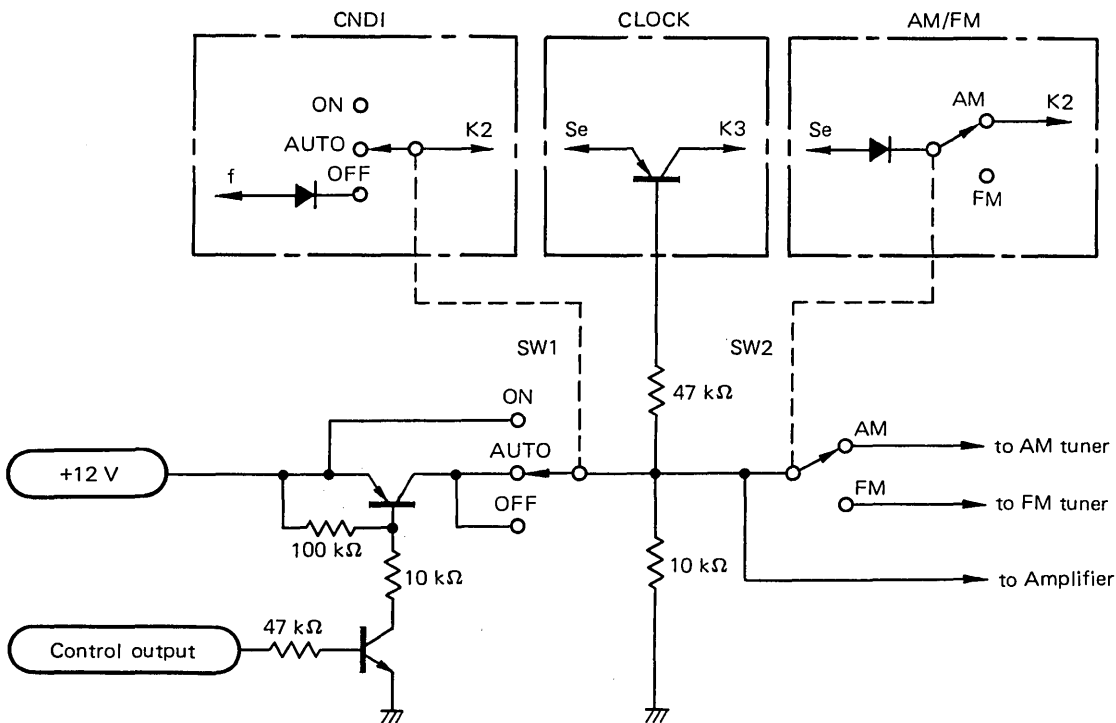 CNDI
CLOCK
AM/FM
ON
AUTO
OFF
f
K2
Se
K3
Se
AM
K2
FM
SW1
SW2
47 kΩ
ON
AUTO
OFF
+12 V
100 kΩ
10 kΩ
10 kΩ
AM
to AM tuner
FM
to FM tuner
to Amplifier
47 kΩ
Control output